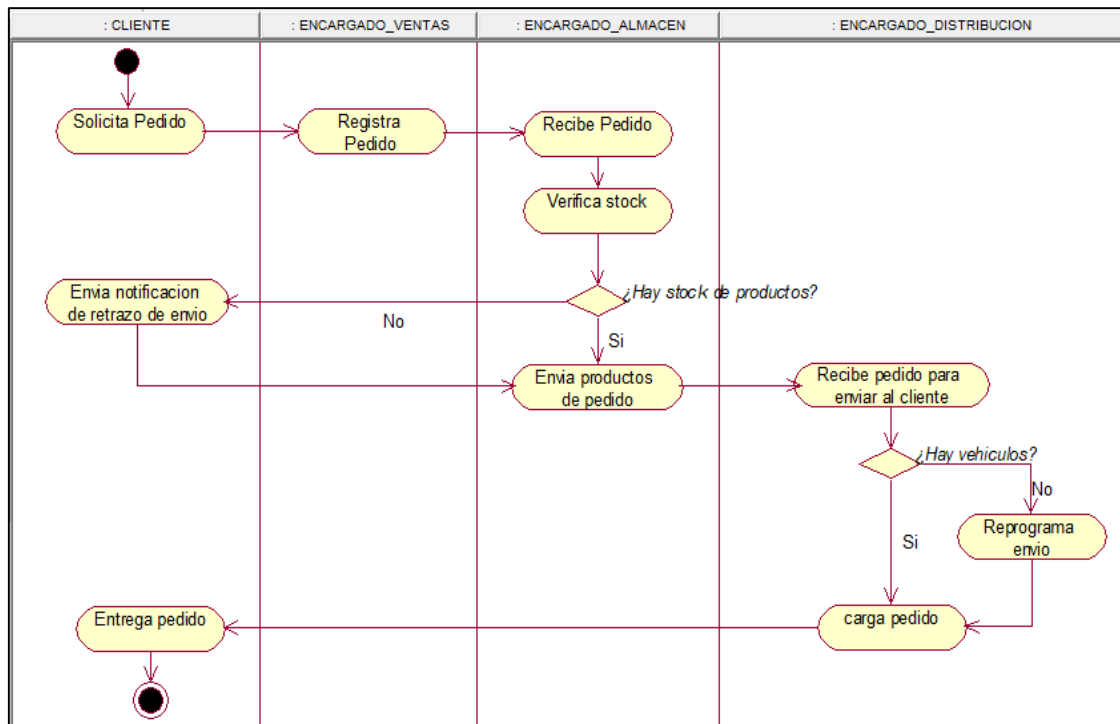 : CLIENTE
: ENCARGADO_VENTAS
: ENCARGADO_ALMACEN
: ENCARGADO_DISTRIBUCION
Solicita Pedido
Registra
Pedido
Recibe Pedido
Verifica stock
¿Hay stock de productos?
Envia notificacion
de retrazo de envio
No
Si
Envia productos
de pedido
Recibe pedido para
enviar al cliente
¿Hay vehiculos?
No
Si
Reprograma
envio
Entrega pedido
carga pedido